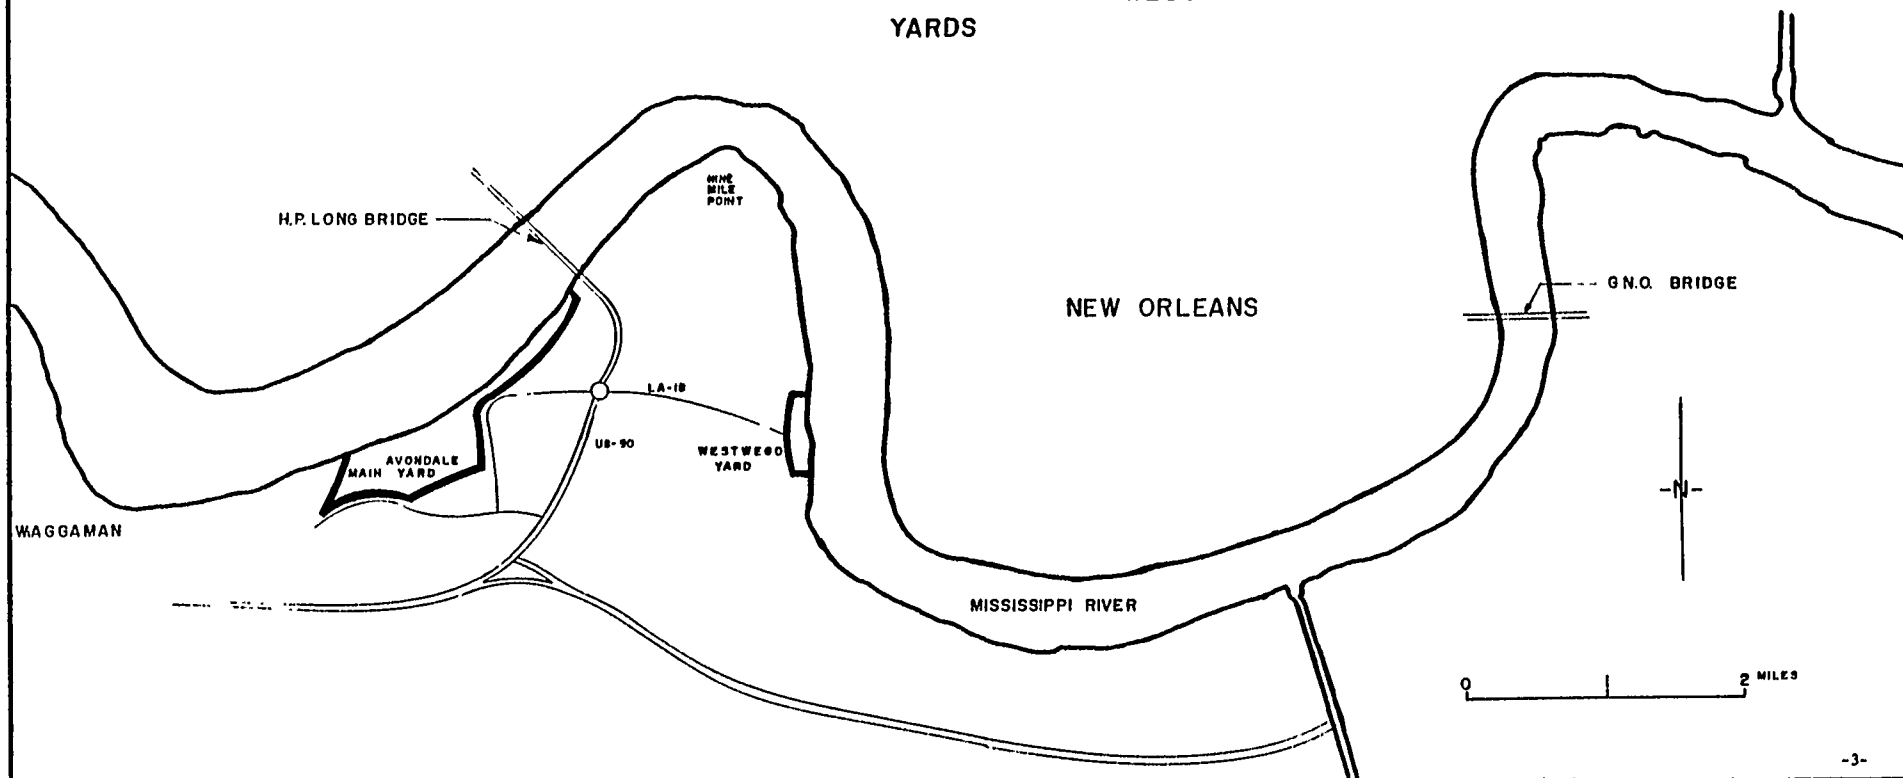 YARDS
NINE
MILE
POINT
H.P. LONG BRIDGE
G.N.O. BRIDGE
NEW ORLEANS
LA-18
US-90
WESTWEGO
YARD
AVONDALE
MAIN YARD
-N-
WAGGAMAN
MISSISSIPPI RIVER
0 2 MILES
-3-